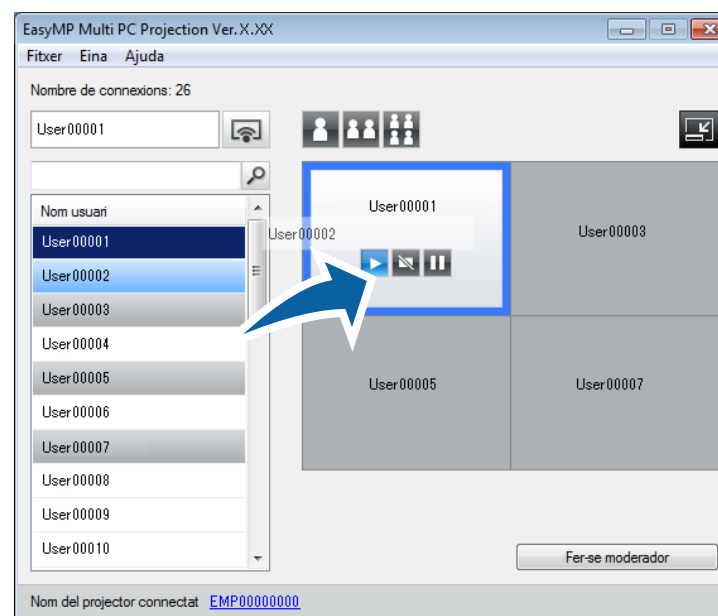 EasyMP Multi PC Projection Ver.X.XX
Fitxer Eina Ajuda
Nombre de connexions: 26
User00001
Nom usuari
User00001
User00002
User00003
User00004
User00005
User00006
User00007
User00008
User00009
User00010
User00002
User00001
User00003
User00005
User00007
Fer-se moderador
Nom del projector connectat EMP00000000